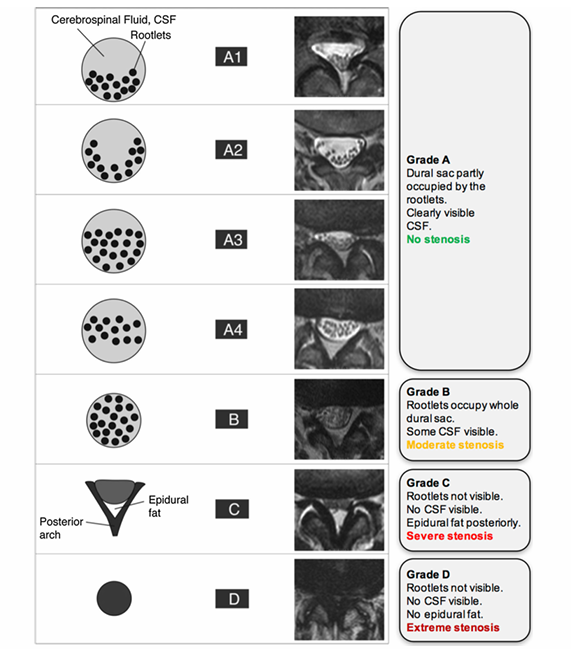 Cerebrospinal Fluid, CSF
Rootlets
A1
A2
A3
A4
Grade A
Dural sac partly
occupied by the
rootlets.
Clearly visible
CSF.
No stenosis
B
Grade B
Rootlets occupy whole
dural sac.
Some CSF visible.
Moderate stenosis
Epidural
fat
Posterior
arch
C
Grade C
Rootlets not visible.
No CSF visible.
Epidural fat posteriorly.
Severe stenosis
D
Grade D
Rootlets not visible.
No CSF visible.
No epidural fat.
Extreme stenosis